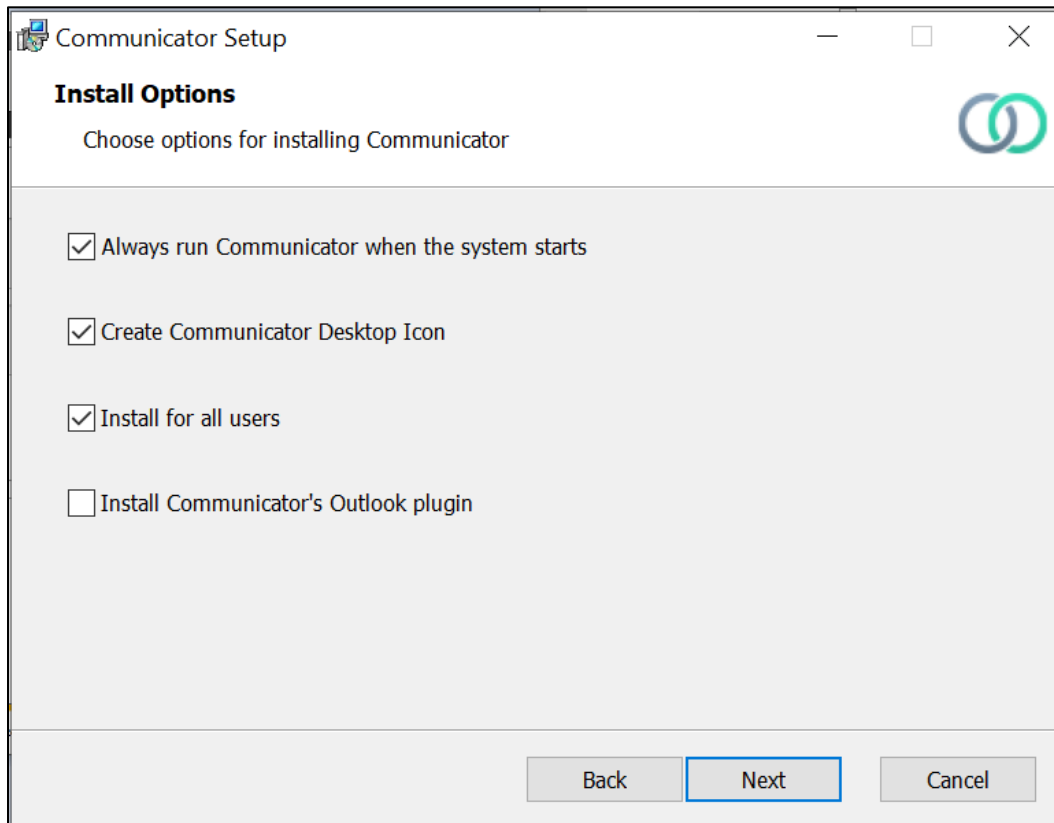 Communicator Setup
Install Options
Choose options for installing Communicator
Always run Communicator when the system starts
Create Communicator Desktop Icon
Install for all users
Install Communicator's Outlook plugin
Back Next Cancel